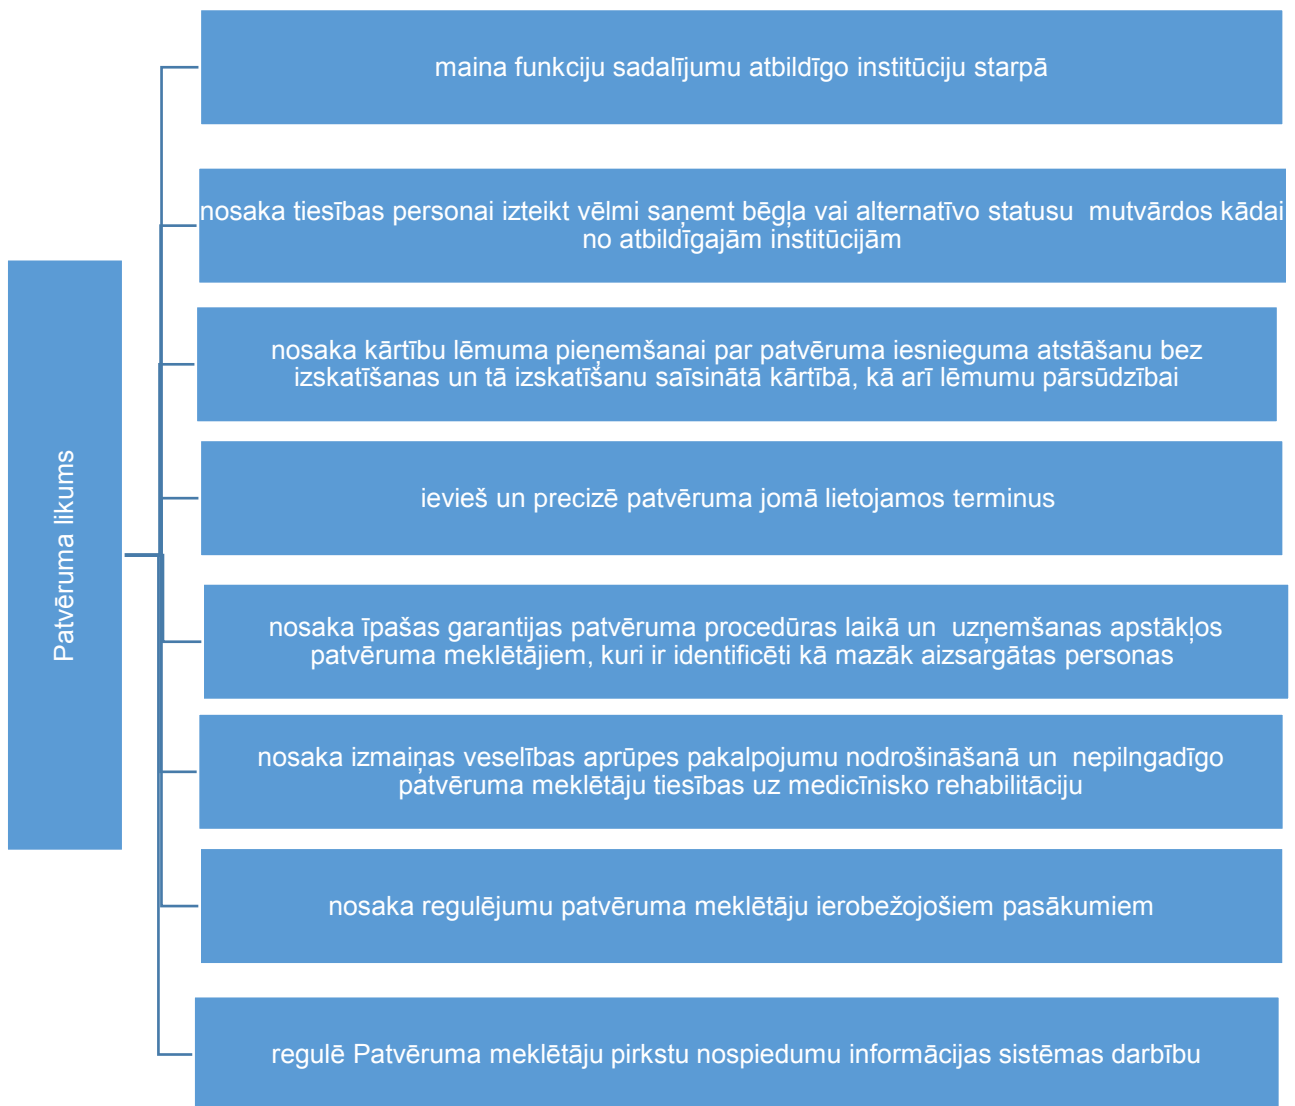 Patvēruma likums
maina funkciju sadalījumu atbildīgo institūciju starpā
nosaka tiesības personai izteikt vēlmi saņemt bēgļa vai alternatīvo statusu mutvārdos kādai
no atbildīgajām institūcijām
nosaka kārtību lēmuma pieņemšanai par patvēruma iesnieguma atstāšanu bez
izskatīšanas un tā izskatīšanu saīsinātā kārtībā, kā arī lēmumu pārsūdzībai
ievieš un precizē patvēruma jomā lietojamos terminus
nosaka īpašas garantijas patvēruma procedūras laikā un uzņemšanas apstākļos
patvēruma meklētājiem, kuri ir identificēti kā mazāk aizsargātas personas
nosaka izmaiņas veselības aprūpes pakalpojumu nodrošināšanā un nepilngadīgo
patvēruma meklētāju tiesības uz medicīnisko rehabilitāciju
nosaka regulējumu patvēruma meklētāju ierobežojošiem pasākumiem
regulē Patvēruma meklētāju pirkstu nospiedumu informācijas sistēmas darbību